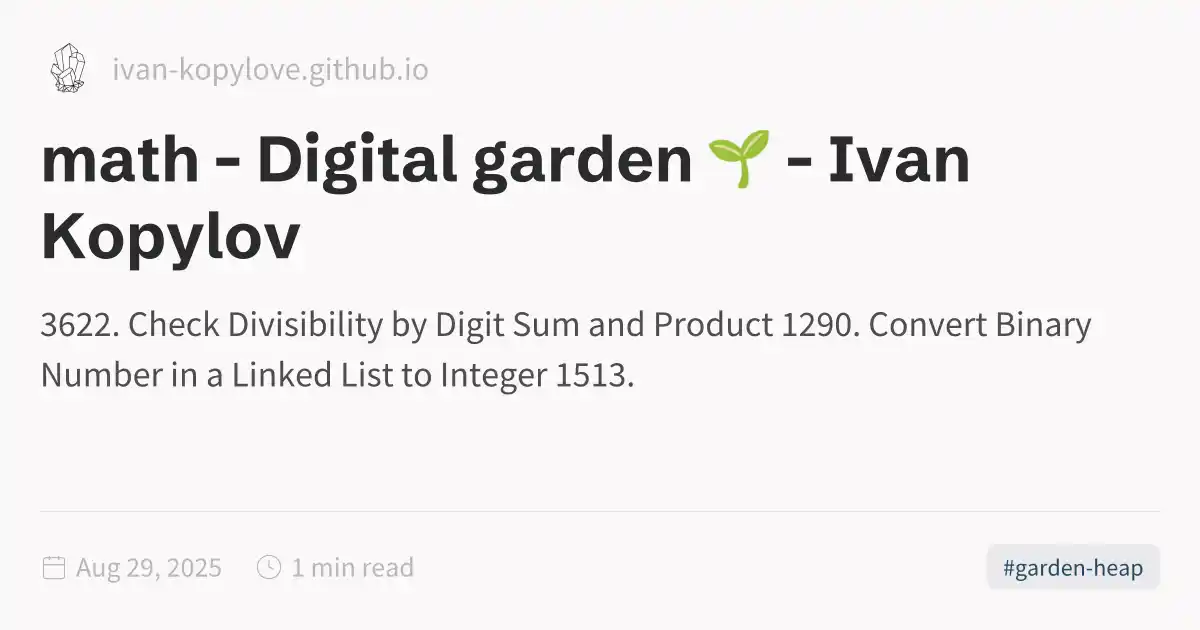 ivan-kopylove.github.io
math - Digital garden 🌱 - Ivan
Kopylov
3622. Check Divisibility by Digit Sum and Product 1290. Convert Binary
Number in a Linked List to Integer 1513.
Aug 29, 2025
1 min read
#garden-heap